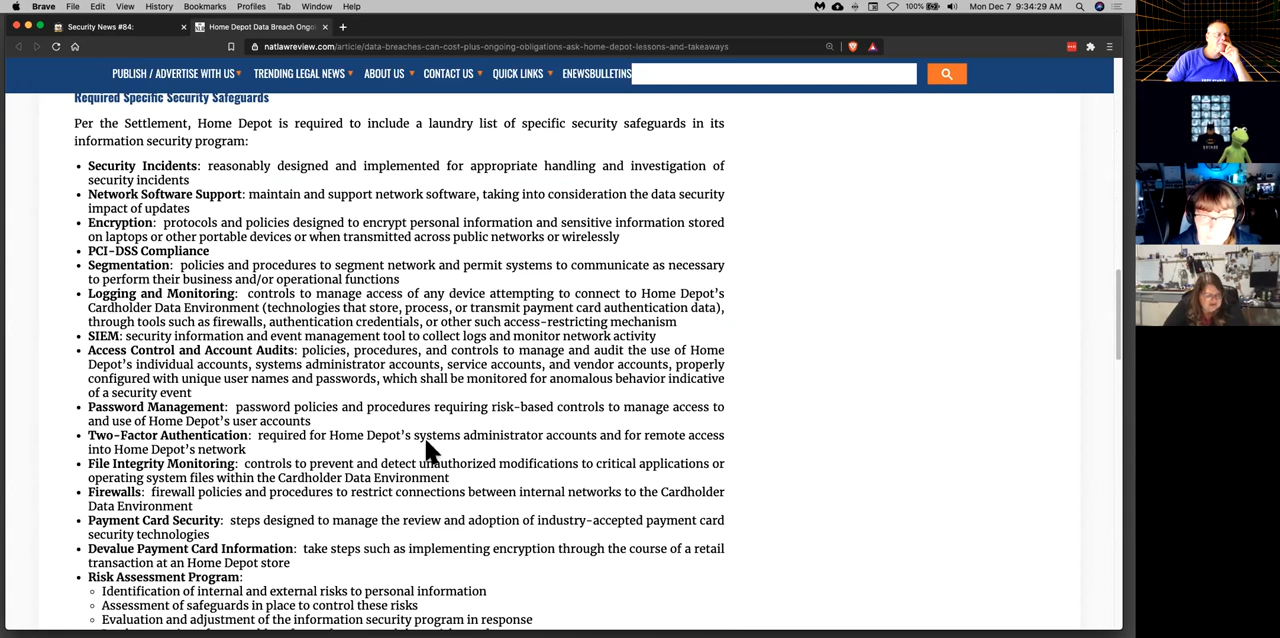 Brave File Edit View History Bookmarks Profiles Tab Window Help 100% Mon Dec 7 9:34:29 AM
Security News #84: × Home Depot Data Breach Ongoin × +
natlawreview.com/article/data-breaches-can-cost-plus-ongoing-obligations-ask-home-depot-lessons-and-takeaways
PUBLISH / ADVERTISE WITH US TRENDING LEGAL NEWS ABOUT US CONTACT US QUICK LINKS ENEWSBULLETINS
Required Specific Security Safeguards
Per the Settlement, Home Depot is required to include a laundry list of specific security safeguards in its
information security program:
• Security Incidents: reasonably designed and implemented for appropriate handling and investigation of
security incidents
• Network Software Support: maintain and support network software, taking into consideration the data security
impact of updates
• Encryption: protocols and policies designed to encrypt personal information and sensitive information stored
on laptops or other portable devices or when transmitted across public networks or wirelessly
• PCI-DSS Compliance
• Segmentation: policies and procedures to segment network and permit systems to communicate as necessary
to perform their business and/or operational functions
• Logging and Monitoring: controls to manage access of any device attempting to connect to Home Depot's
Cardholder Data Environment (technologies that store, process, or transmit payment card authentication data),
through tools such as firewalls, authentication credentials, or other such access-restricting mechanism
• SIEM: security information and event management tool to collect logs and monitor network activity
• Access Control and Account Audits: policies, procedures, and controls to manage and audit the use of Home
Depot's individual accounts, systems administrator accounts, service accounts, and vendor accounts, properly
configured with unique user names and passwords, which shall be monitored for anomalous behavior indicative
of a security event
• Password Management: password policies and procedures requiring risk-based controls to manage access to
and use of Home Depot's user accounts
• Two-Factor Authentication: required for Home Depot's systems administrator accounts and for remote access
into Home Depot's network
• File Integrity Monitoring: controls to prevent and detect unauthorized modifications to critical applications or
operating system files within the Cardholder Data Environment
• Firewalls: firewall policies and procedures to restrict connections between internal networks to the Cardholder
Data Environment
• Payment Card Security: steps designed to manage the review and adoption of industry-accepted payment card
security technologies
• Devalue Payment Card Information: take steps such as implementing encryption through the course of a retail
transaction at an Home Depot store
• Risk Assessment Program:
◦ Identification of internal and external risks to personal information
◦ Assessment of safeguards in place to control these risks
◦ Evaluation and adjustment of the information security program in response